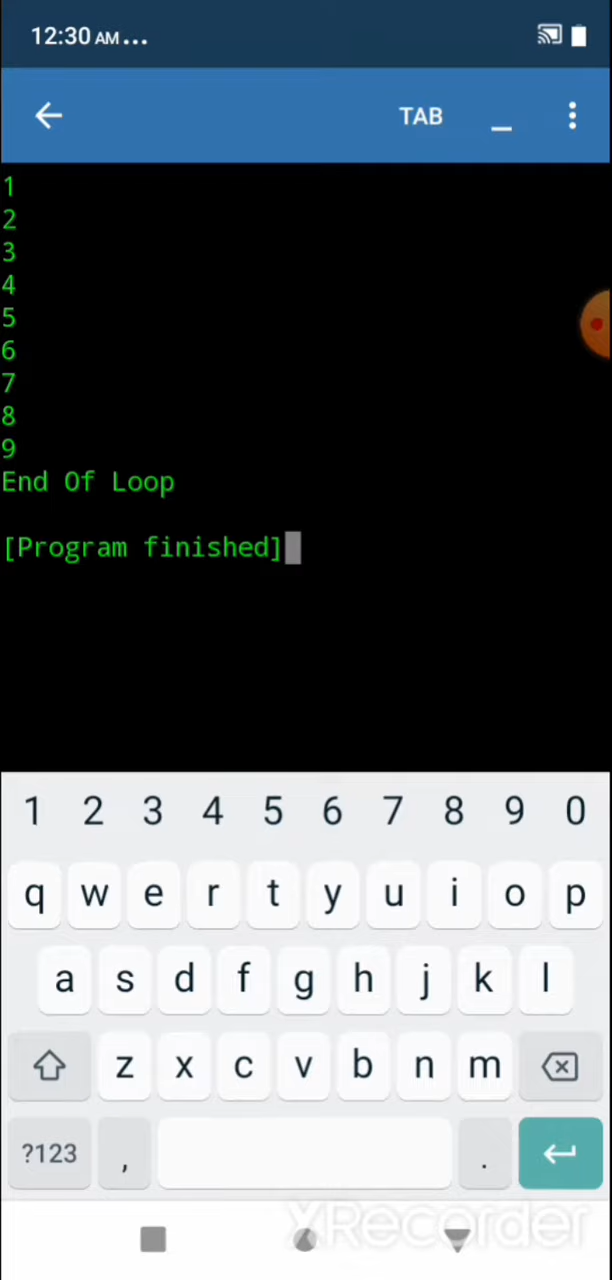 12:30 AM...
TAB _
1
2
3
4
5
6
7
8
9
End Of Loop
[Program finished]
1 2 3 4 5 6 7 8 9 0
q w e r t y u i o p
a s d f g h j k l
z x c v b n m
?123 , .
XRecorder